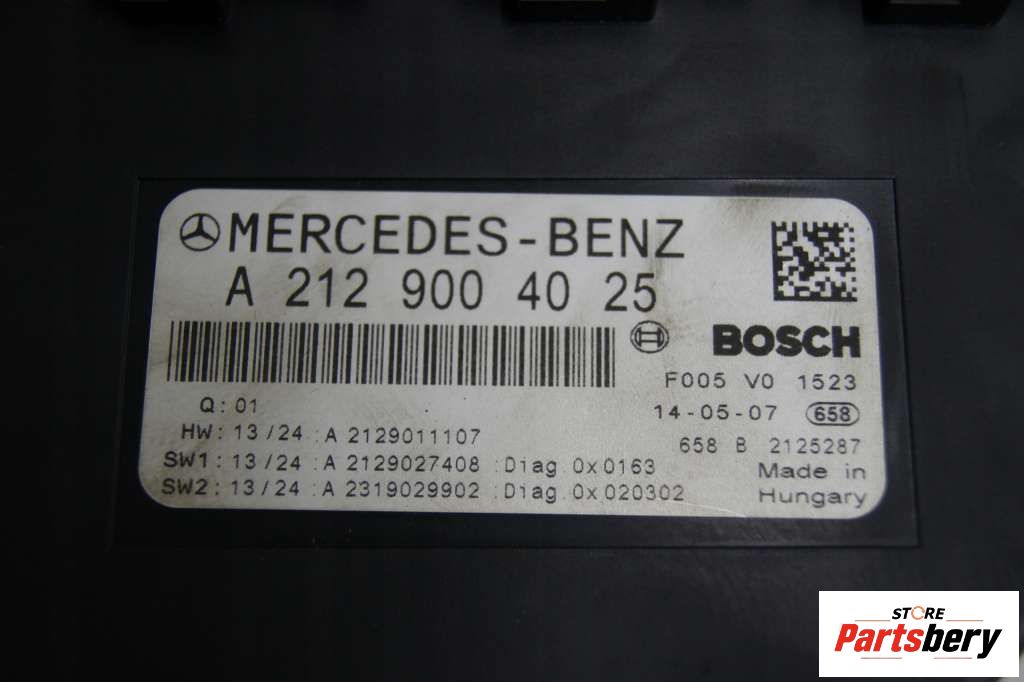 MERCEDES-BENZ
A 212 900 40 25
BOSCH
F005 V0 1523
Q: 01
14-05-07 658
HW: 13/24 :A 2129011107
658 B 2125287
SW1: 13/24 :A 2129027408 :Diag.0x0163
Made in
SW2: 13/24 :A 2319029902 :Diag.0x020302
Hungary
STORE
Partsbery